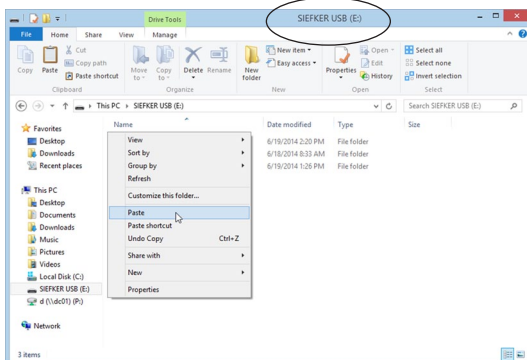 Drive Tools
SIEFKER USB (E:)
File Home Share View Manage
Copy
Paste
Cut
Copy path
Paste shortcut
Clipboard
Move to
Copy to
Delete
Rename
Organize
New folder
New item
Easy access
New
Properties
Open
Edit
History
Open
Select all
Select none
Invert selection
Select
This PC SIEFKER USB (E:)
Search SIEFKER USB (E:)
Name Date modified Type Size
6/19/2014 2:20 PM File folder
6/18/2014 8:33 AM File folder
6/19/2014 1:26 PM File folder
Favorites
Desktop
Downloads
Recent places
This PC
Desktop
Documents
Downloads
Music
Pictures
Videos
Local Disk (C:)
SIEFKER USB (E:)
d (\\dc01) (P:)
Network
View
Sort by
Group by
Refresh
Customize this folder...
Paste
Paste shortcut
Undo Copy Ctrl+Z
Share with
New
Properties
3 items